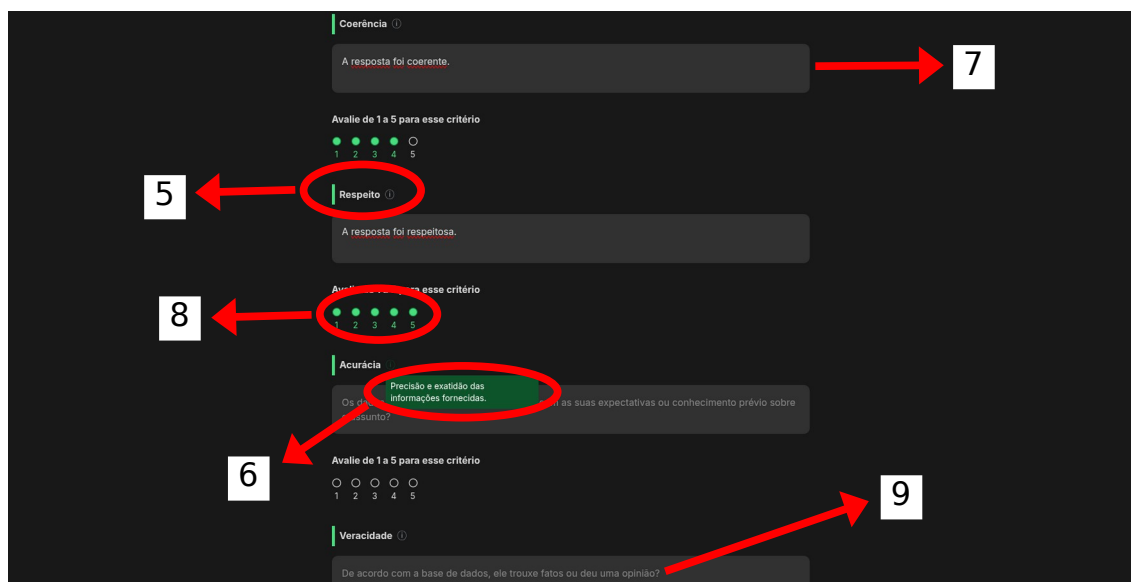 Coerência
A resposta foi coerente.
7
Avalie de 1 a 5 para esse critério
1 2 3 4 5
5
Respeito
A resposta foi respeitosa.
para esse critério
8
1 2 3 4 5
Acurácia
Precisão e exatidão das
informações fornecidas.
Os as suas expectativas ou conhecimento prévio sobre
assunto?
6
Avalie de 1 a 5 para esse critério
1 2 3 4 5
9
Veracidade
De acordo com a base de dados, ele trouxe fatos ou deu uma opinião?